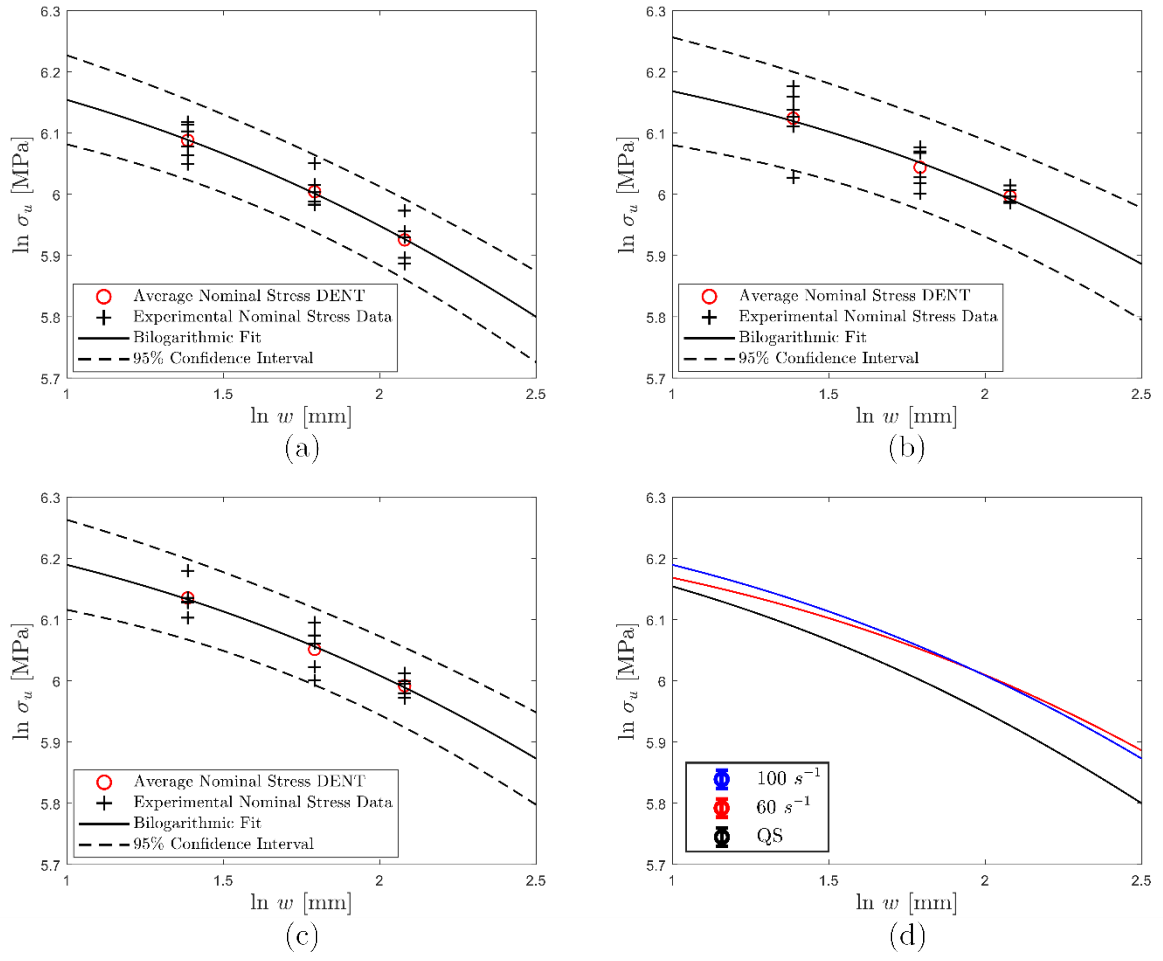 6.3
6.2
6.1
6
5.9
5.8
5.7
ln σu [MPa]
Average Nominal Stress DENT
Experimental Nominal Stress Data
Bilogarithmic Fit
95% Confidence Interval
1
1.5
2
2.5
ln w [mm]
(a)
6.3
6.2
6.1
6
5.9
5.8
5.7
ln σu [MPa]
Average Nominal Stress DENT
Experimental Nominal Stress Data
Bilogarithmic Fit
95% Confidence Interval
1
1.5
2
2.5
ln w [mm]
(b)
6.3
6.2
6.1
6
5.9
5.8
5.7
ln σu [MPa]
Average Nominal Stress DENT
Experimental Nominal Stress Data
Bilogarithmic Fit
95% Confidence Interval
1
1.5
2
2.5
ln w [mm]
(c)
6.3
6.2
6.1
6
5.9
5.8
5.7
ln σu [MPa]
100 s⁻¹
60 s⁻¹
QS
1
1.5
2
2.5
ln w [mm]
(d)